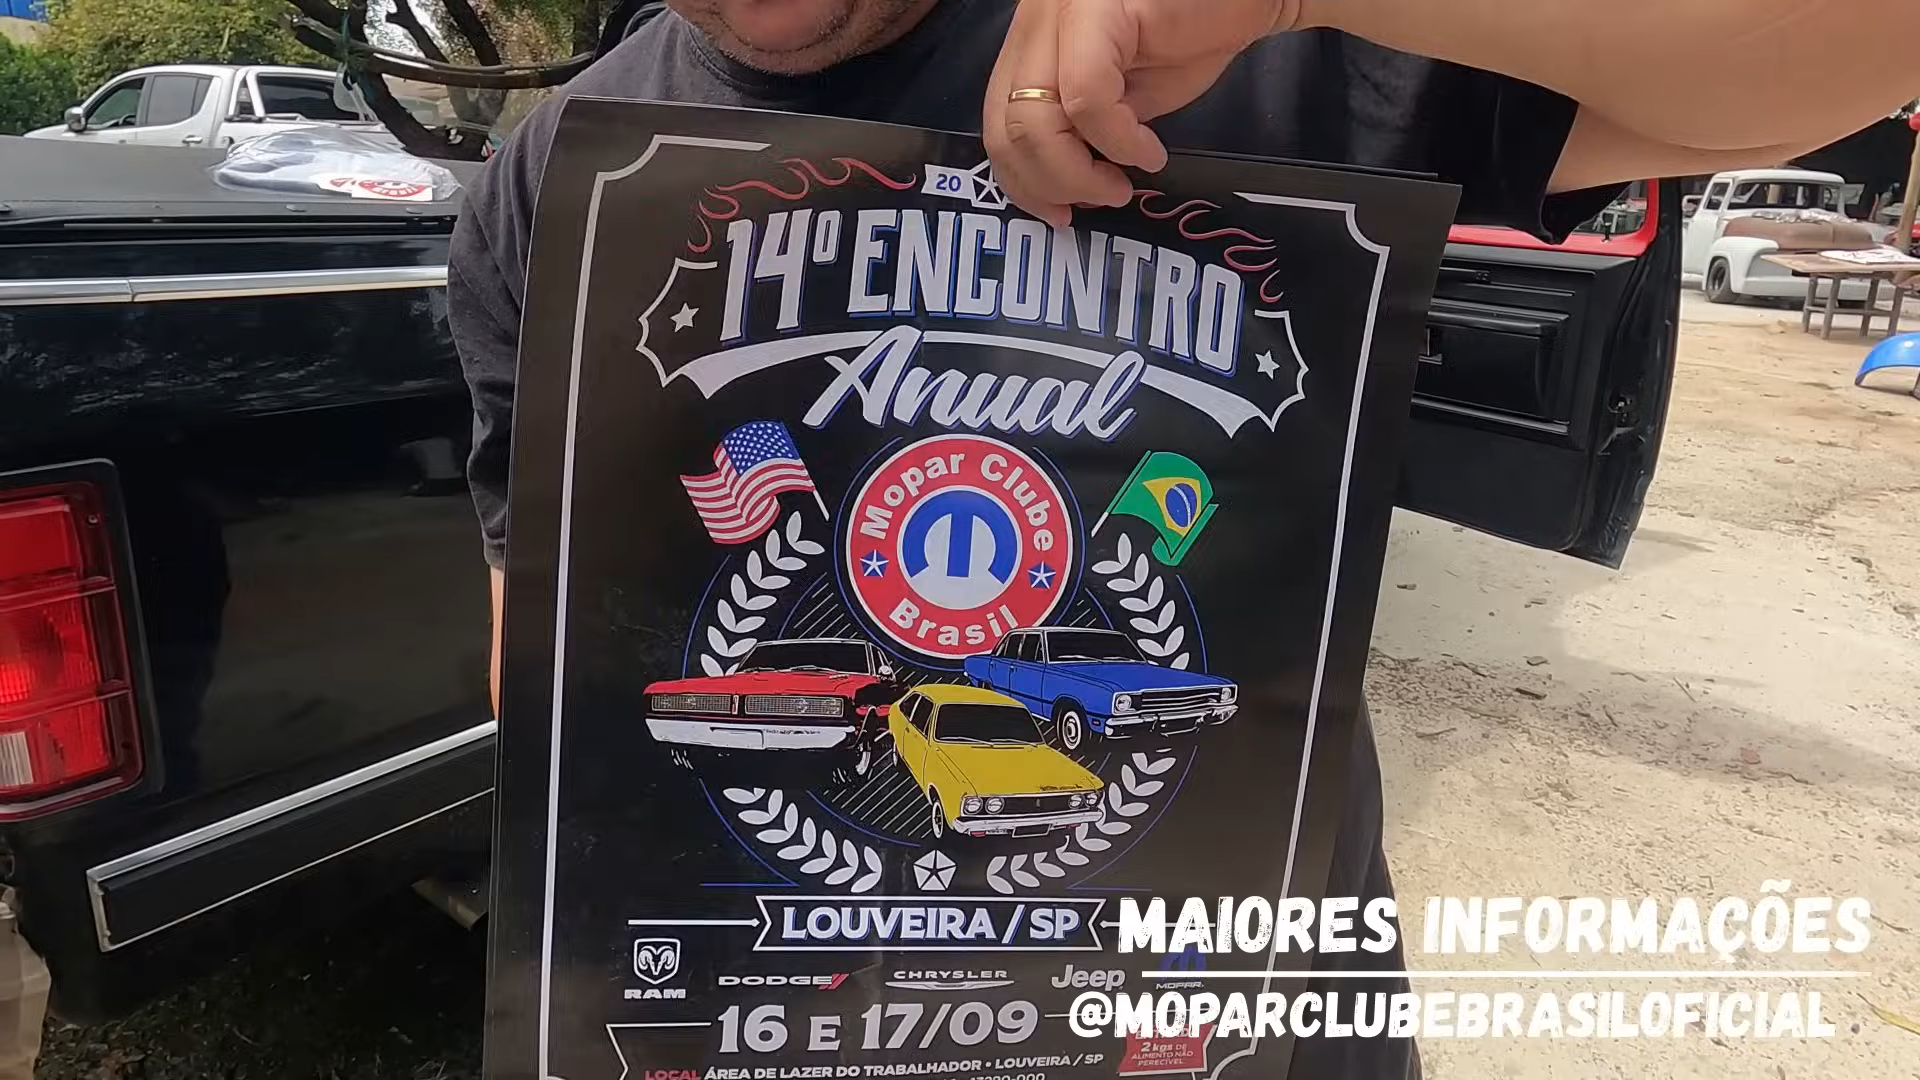 Brasil
20
14º ENCONTRO
Anual
Mopar Clube
Brasil
LOUVEIRA / SP
RAM
DODGE
CHRYSLER
Jeep
MOPAR
16 E 17/09
2 kgs DE
ALIMENTO NÃO
PERECÍVEL
LOCAL ÁREA DE LAZER DO TRABALHADOR • LOUVEIRA / SP
MAIORES INFORMAÇÕES
@MOPARCLUBEBRASILOFICIAL